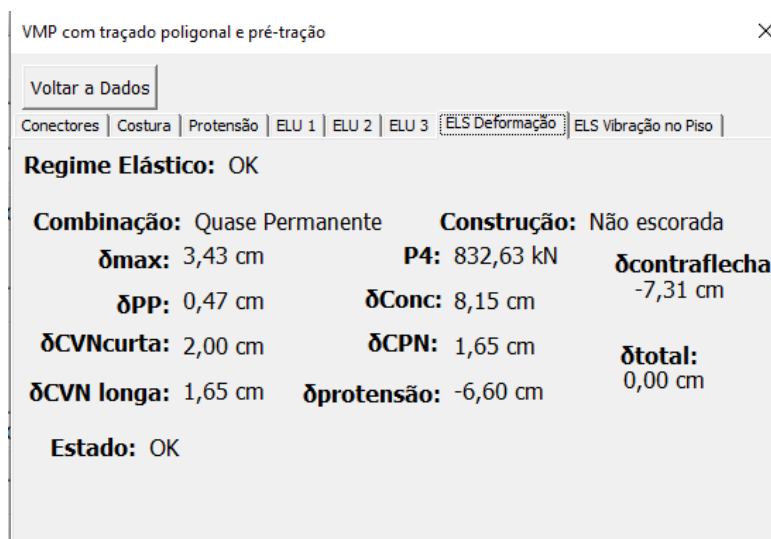 VMP com traçado poligonal e pré-tração
Voltar a Dados
Conectores | Costura | Protensão | ELU 1 | ELU 2 | ELU 3 | ELS Deformação | ELS Vibração no Piso
Regime Elástico: OK
Combinação: Quase Permanente Construção: Não escorada
δmax: 3,43 cm P4: 832,63 kN δcontraflecha
δPP: 0,47 cm δConc: 8,15 cm -7,31 cm
δCVNcurta: 2,00 cm δCPN: 1,65 cm δtotal:
δCVN longa: 1,65 cm δprotensão: -6,60 cm 0,00 cm
Estado: OK